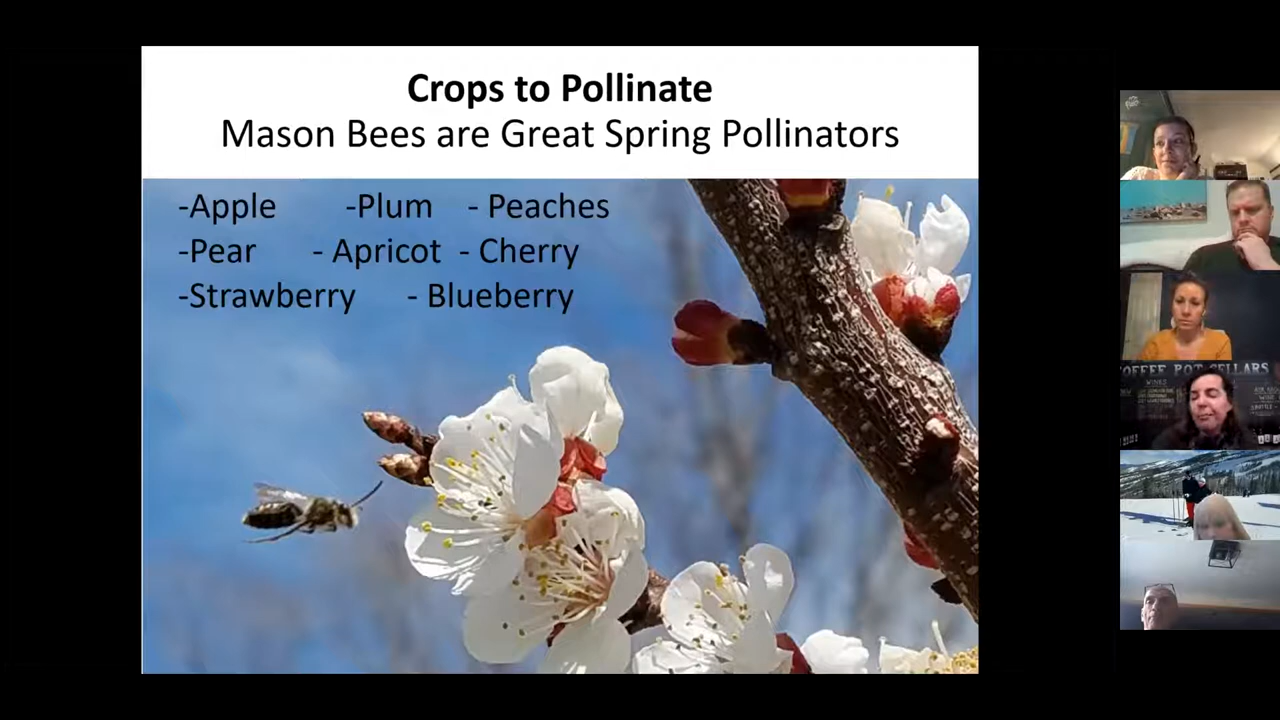 Crops to Pollinate
Mason Bees are Great Spring Pollinators
-Apple -Plum - Peaches
-Pear - Apricot - Cherry
-Strawberry - Blueberry
COFFEE POT CELLARS
WINES